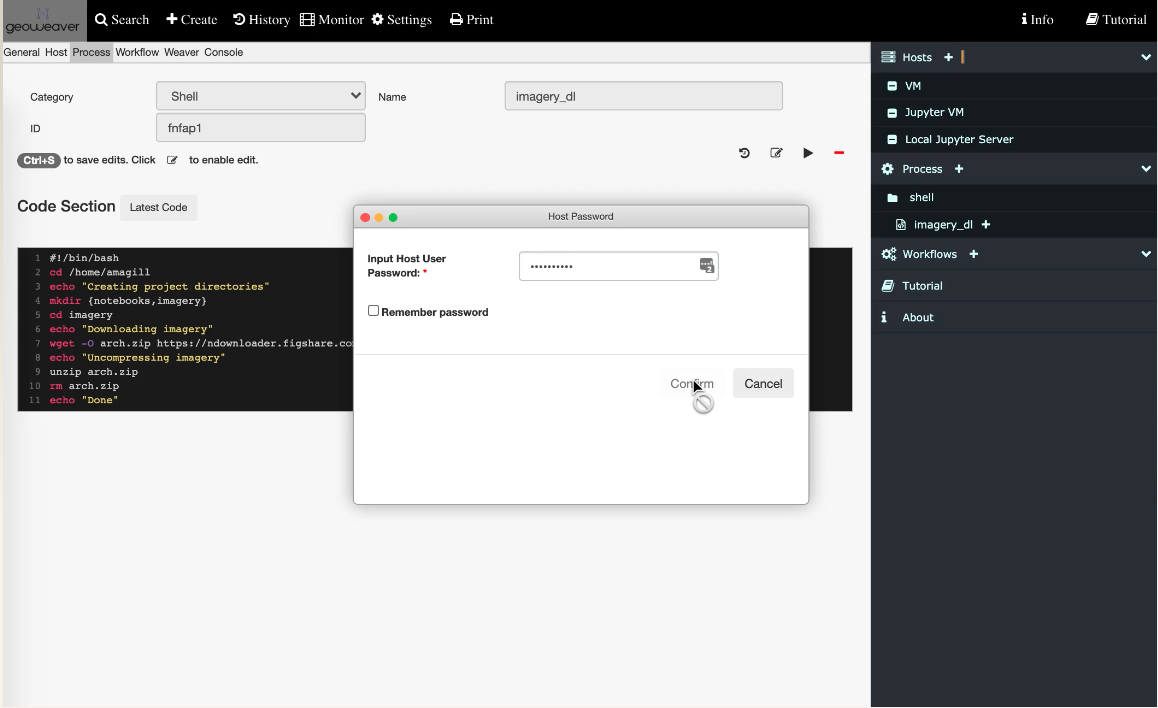 geoweaver Search Create History Monitor Settings Print Info Tutorial
General Host Process Workflow Weaver Console
Category Shell Name imagery_dl
ID fnfap1
Ctrl+S to save edits. Click to enable edit.
Code Section Latest Code
1 #!/bin/bash
2 cd /home/amagill
3 echo "Creating project directories"
4 mkdir {notebooks,imagery}
5 cd imagery
6 echo "Downloading imagery"
7 wget -O arch.zip https://ndownloader.figshare.co
8 echo "Uncompressing imagery"
9 unzip arch.zip
10 rm arch.zip
11 echo "Done"
Host Password
Input Host User
Password: *
2
Remember password
Confirm Cancel
Hosts
VM
Jupyter VM
Local Jupyter Server
Process
shell
imagery_dl
Workflows
Tutorial
About